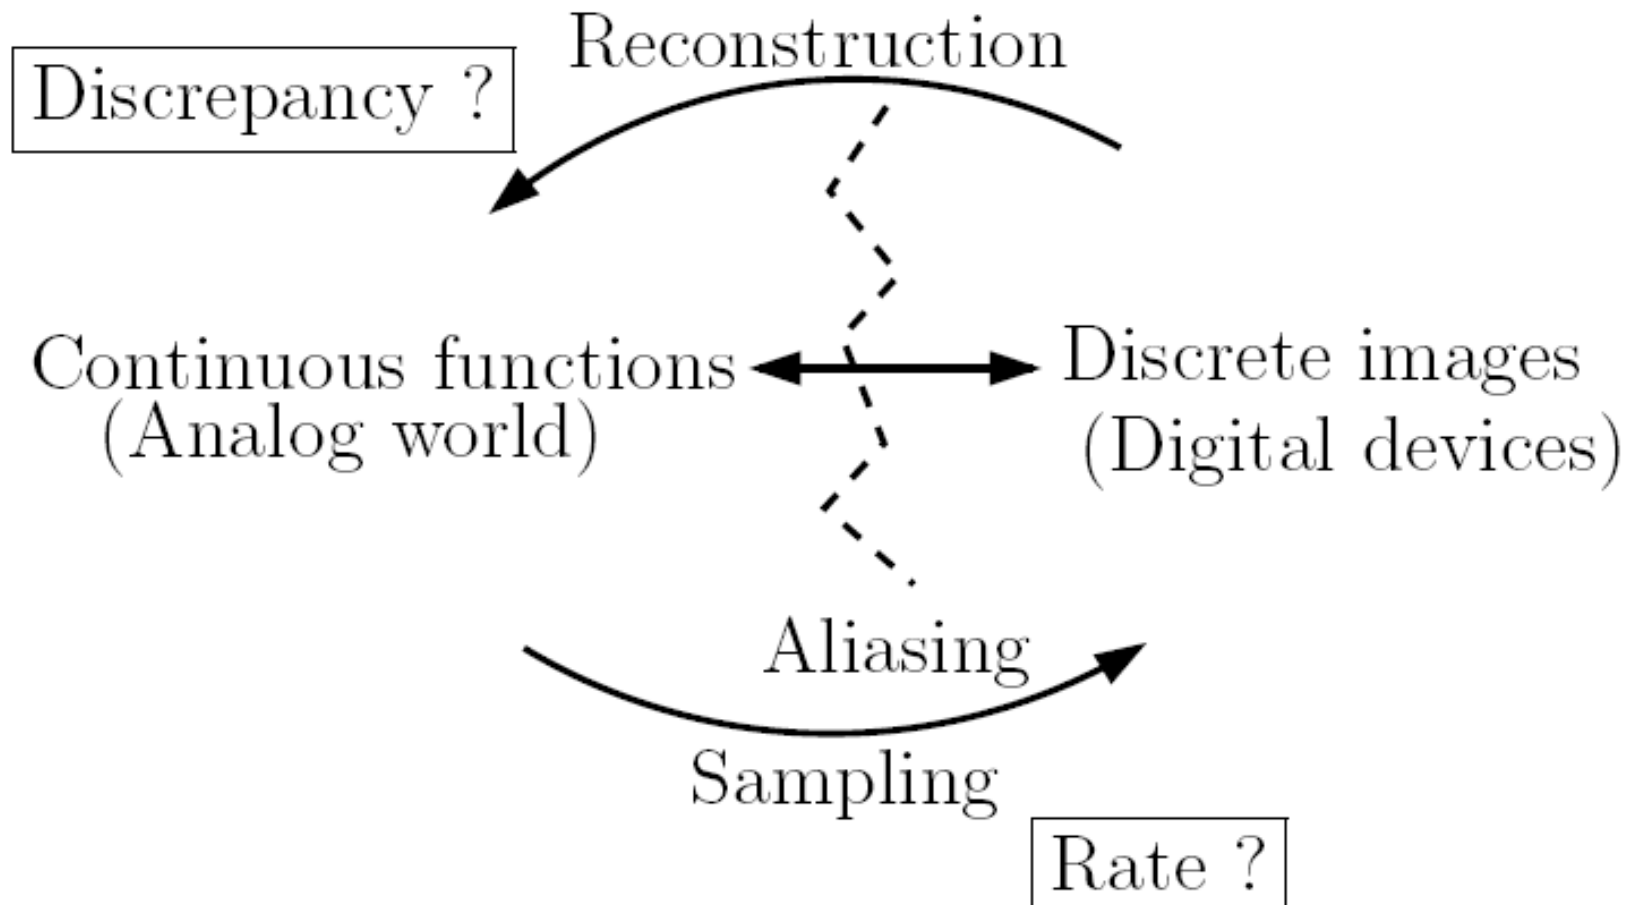 Reconstruction
Discrepancy ?
Continuous functions
(Analog world)
Discrete images
(Digital devices)
Aliasing
Sampling
Rate ?